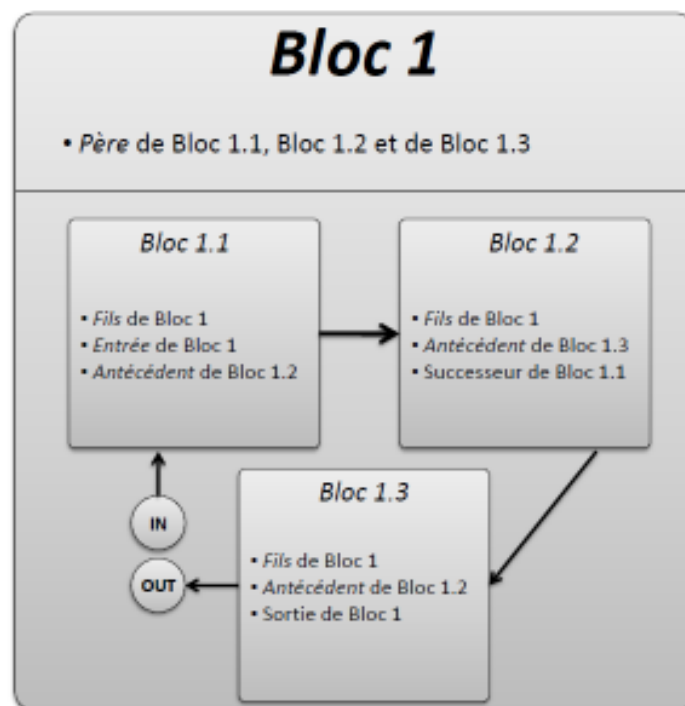 Bloc 1
• Père de Bloc 1.1, Bloc 1.2 et de Bloc 1.3
Bloc 1.1
• Fils de Bloc 1
• Entrée de Bloc 1
• Antécédent de Bloc 1.2
Bloc 1.2
• Fils de Bloc 1
• Antécédent de Bloc 1.3
• Successeur de Bloc 1.1
IN
OUT
Bloc 1.3
• Fils de Bloc 1
• Antécédent de Bloc 1.2
• Sortie de Bloc 1